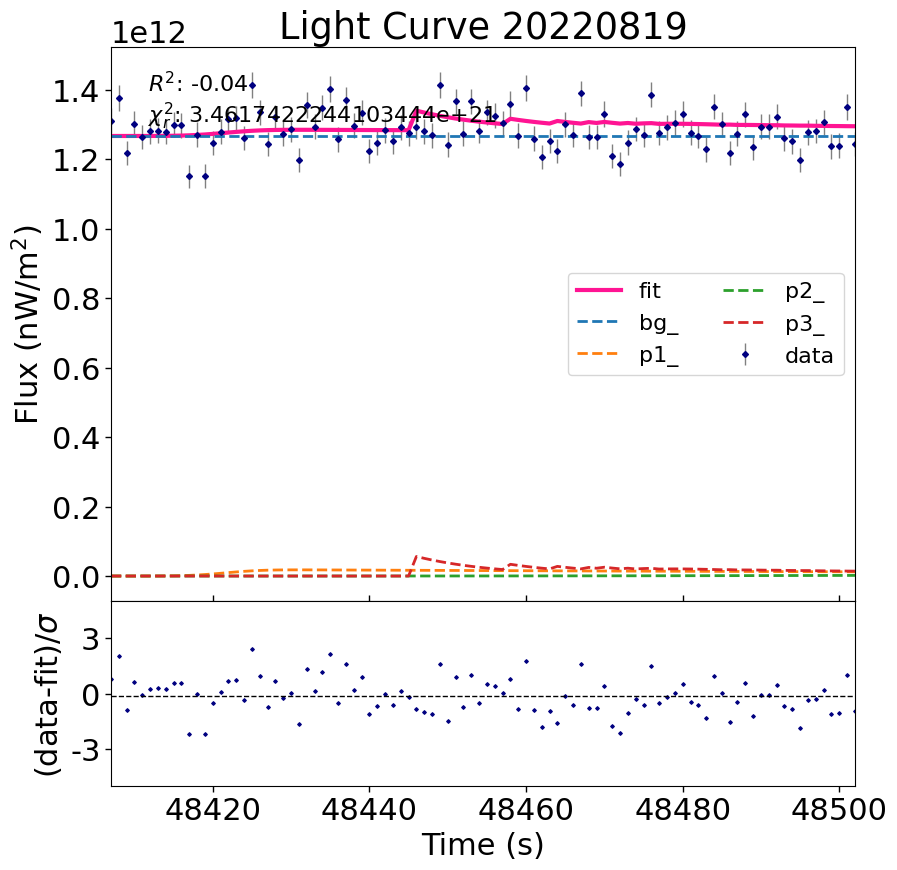 Light Curve 20220819
1e12
R²: -0.04
χ²ᵣ: 3.4617422244103444e+21
1.4
1.2
1.0
0.8
0.6
0.4
0.2
0.0
Flux (nW/m²)
fit
bg_
p1_
p2_
p3_
data
3
0
-3
(data-fit)/σ
48420
48440
48460
48480
48500
Time (s)